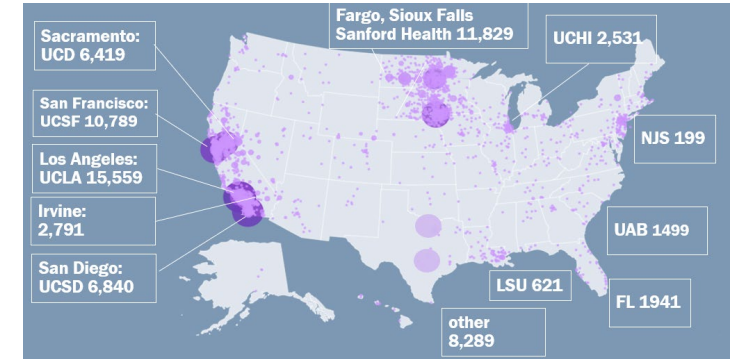 Fargo, Sioux Falls
Sanford Health 11,829
Sacramento:
UCD 6,419
UCHI 2,531
San Francisco:
UCSF 10,789
NJS 199
Los Angeles:
UCLA 15,559
Irvine:
2,791
UAB 1499
San Diego:
UCSD 6,840
LSU 621
FL 1941
other
8,289